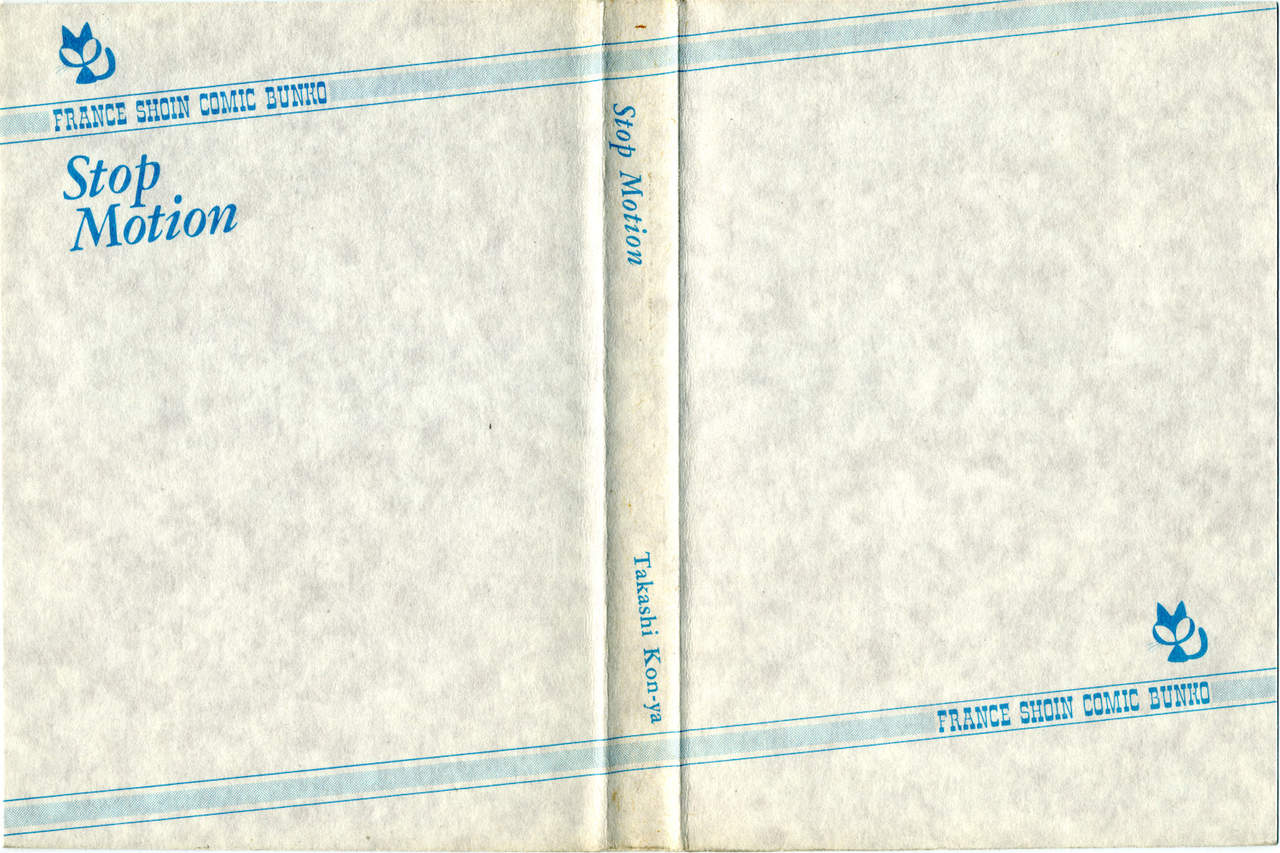 FRANCE SHOIN COMIC BUNKO
Stop
Motion
Stop Motion
Takashi Kon-ya
FRANCE SHOIN COMIC BUNKO